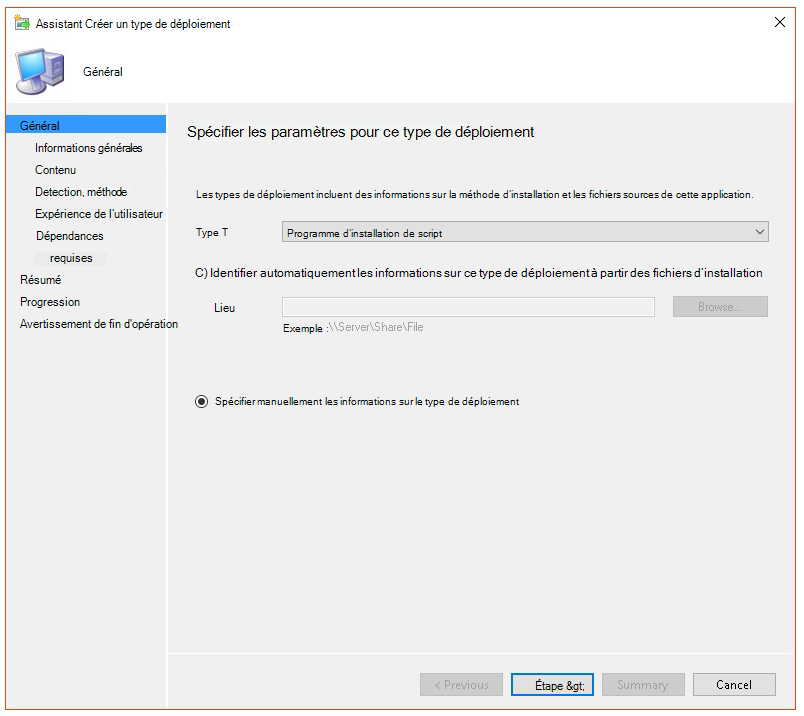 Assistant Créer un type de déploiement
Général
Général
Informations générales
Contenu
Detection, méthode
Expérience de l'utilisateur
Dépendances
requises
Résumé
Progression
Avertissement de fin d'opération
Spécifier les paramètres pour ce type de déploiement
Les types de déploiement incluent des informations sur la méthode d'installation et les fichiers sources de cette application.
Type T
Programme d'installation de script
C) Identifier automatiquement les informations sur ce type de déploiement à partir des fichiers d'installation
Lieu
Browse...
Exemple :\\Server\Share\File
Spécifier manuellement les informations sur le type de déploiement
< Previous
Étape &gt;
Summary
Cancel